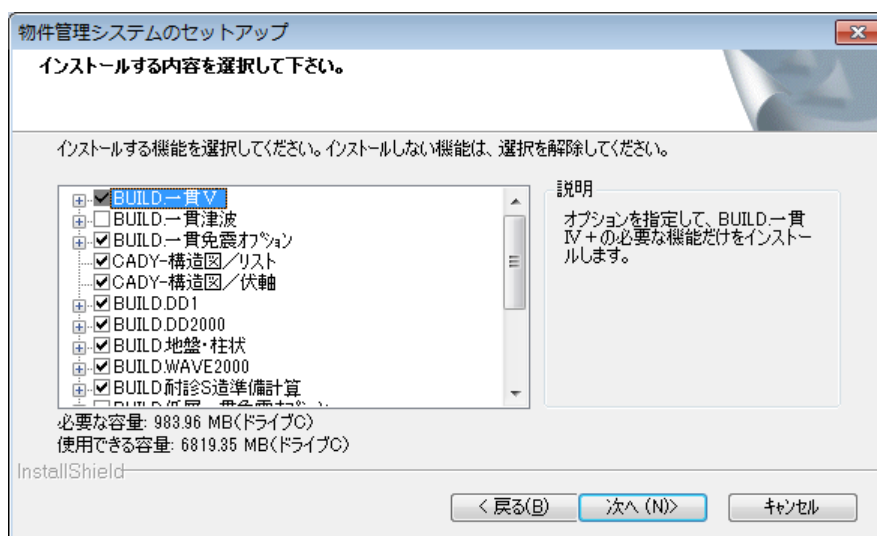 物件管理システムのセットアップ
インストールする内容を選択して下さい。
インストールする機能を選択してください。インストールしない機能は、選択を解除してください。
BUILD.一貫Ⅴ
BUILD.一貫津波
BUILD.一貫免震ｵﾌﾟｼｮﾝ
CADY-構造図／リスト
CADY-構造図／伏軸
BUILD.DD1
BUILD.DD2000
BUILD.地盤・柱状
BUILD.WAVE2000
BUILD.耐診S造準備計算
説明
オプションを指定して、BUILD.一貫
Ⅳ+の必要な機能だけをインストー
ルします。
必要な容量: 983.96 MB(ドライブC)
使用できる容量: 6819.35 MB(ドライブC)
InstallShield
< 戻る(B)
次へ (N)>
ｷｬﾝｾﾙ